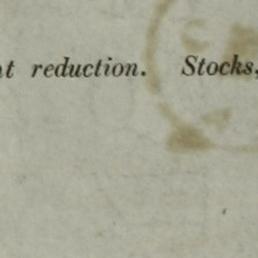 t reduction. Stocks,